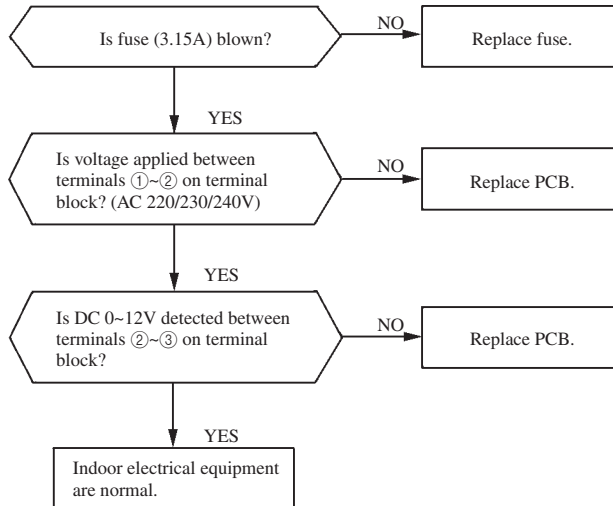 Is fuse (3.15A) blown?
NO
Replace fuse.
YES
Is voltage applied between
terminals ①~② on terminal
block? (AC 220/230/240V)
NO
Replace PCB.
YES
Is DC 0~12V detected between
terminals ②~③ on terminal
block?
NO
Replace PCB.
YES
Indoor electrical equipment
are normal.